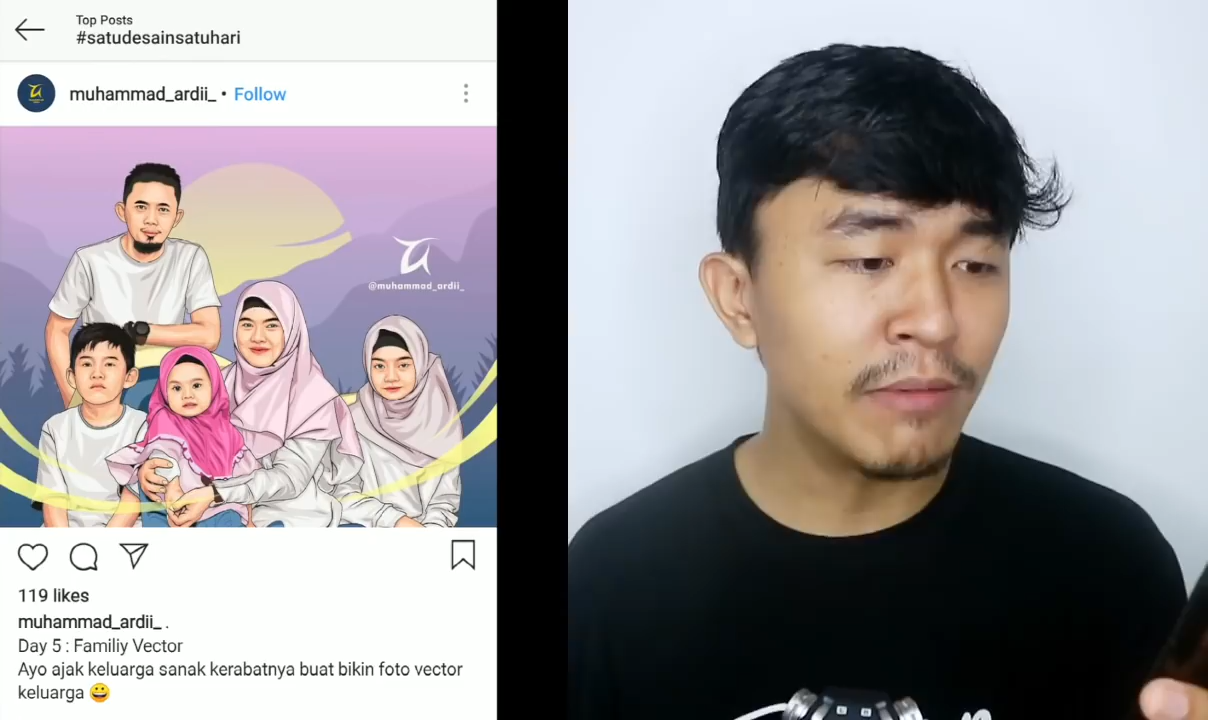 Top Posts
#satudesainsatuhari
muhammad_ardii_ • Follow
@muhammad_ardii_
119 likes
muhammad_ardii_ .
Day 5 : Familiy Vector
Ayo ajak keluarga sanak kerabatnya buat bikin foto vector
keluarga 😀
L R